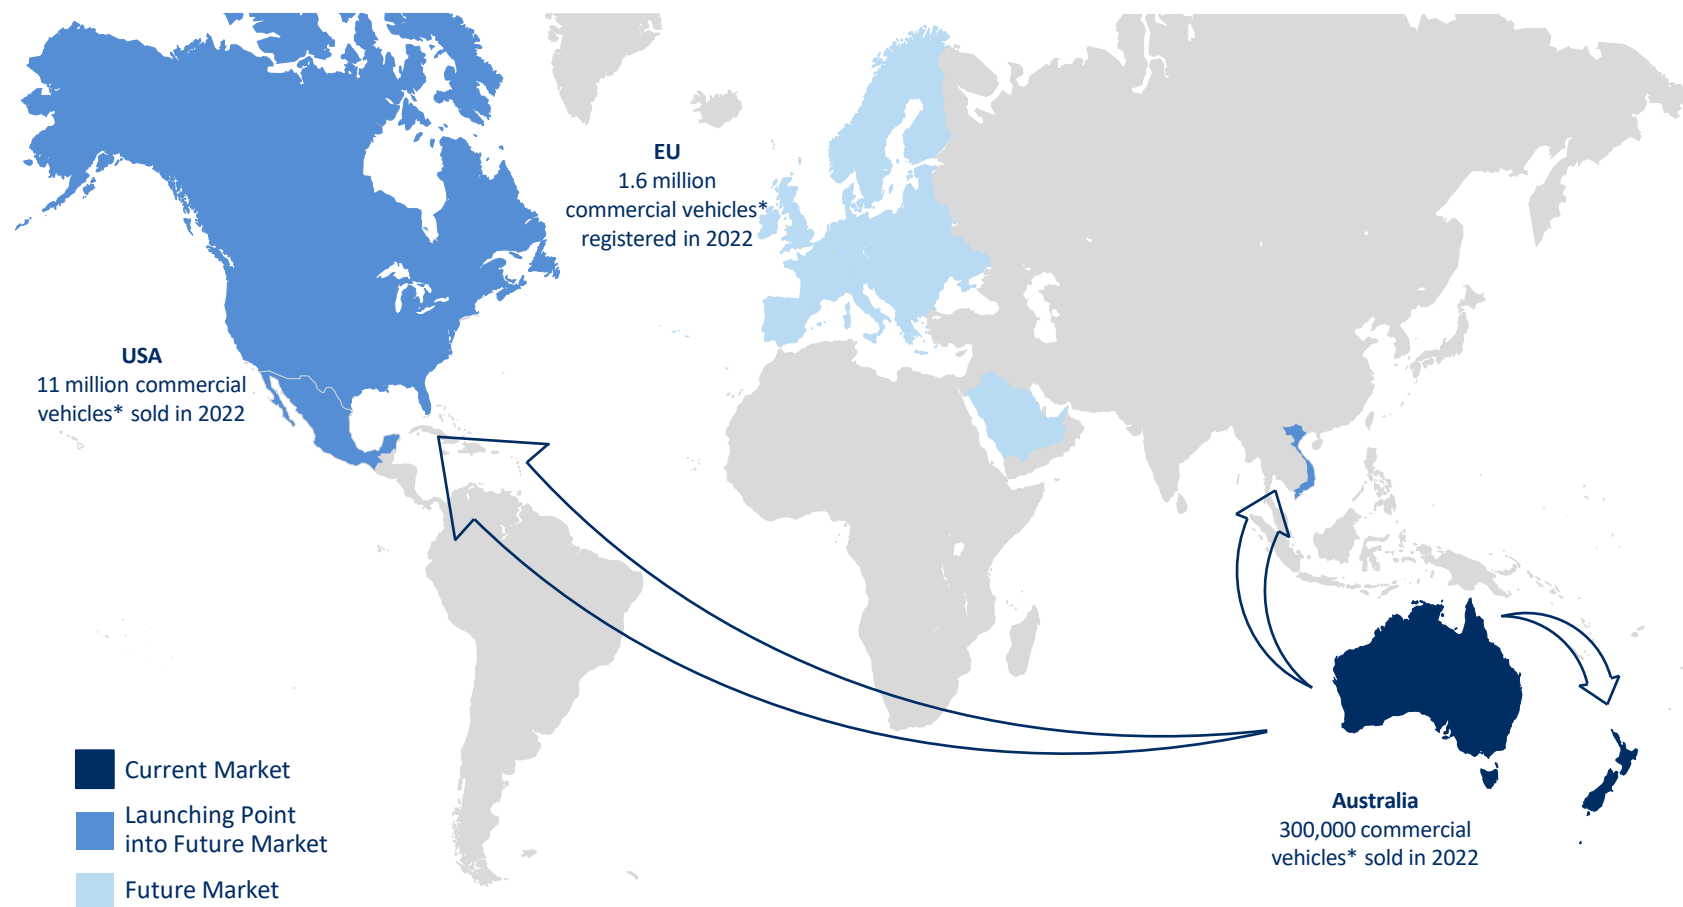 EU
1.6 million
commercial vehicles*
registered in 2022
USA
11 million commercial
vehicles* sold in 2022
Australia
300,000 commercial
vehicles* sold in 2022
Current Market
Launching Point
into Future Market
Future Market